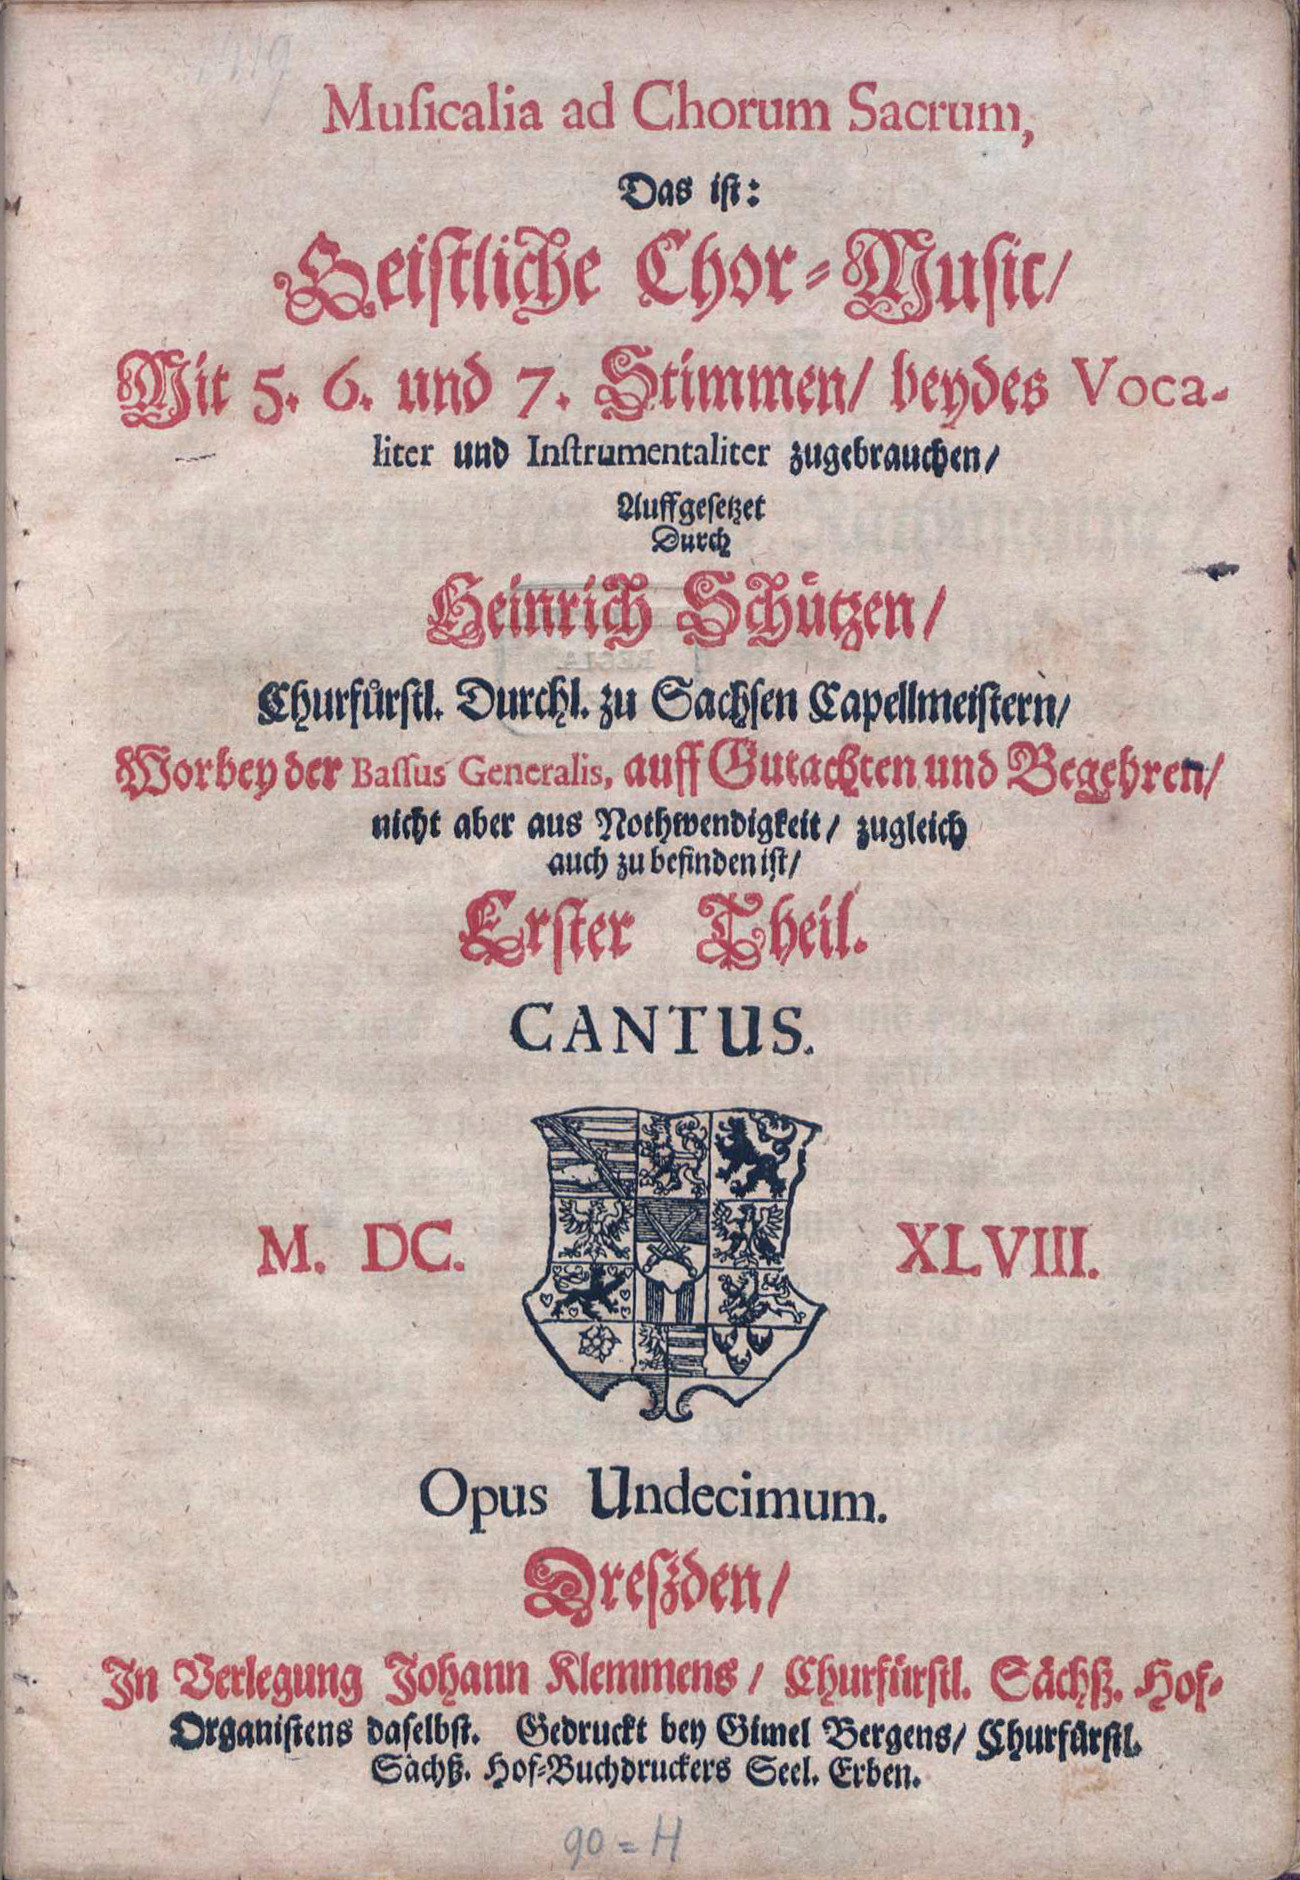 Muſicalia ad Chorum Sacrum,
Das iſt:
Geiſtliche Chor-Muſic/
Mit 5. 6. und 7. Stimmen/ beydes Voca-
liter und Inſtrumentaliter zugebrauchen/
Auffgeſetzet
Durch
Heinrich Schützen/
Churfürſtl. Durchl. zu Sachſen Capellmeiſtern/
Worbey der Baſſus Generalis, auff Gutachten und Begehren/
nicht aber aus Nothwendigkeit/ zugleich
auch zu befinden iſt/
Erſter Theil.
CANTUS.
M. DC. XLVIII.
Opus Undecimum.
Dreſzden/
In Verlegung Johann Klemmens/ Churfürſtl. Sächß. Hof-
Organiſtens daſelbſt. Gedruckt bey Gimel Bergens/ Churfürſtl.
Sächß. Hof-Buchdruckers Seel. Erben.
90=H